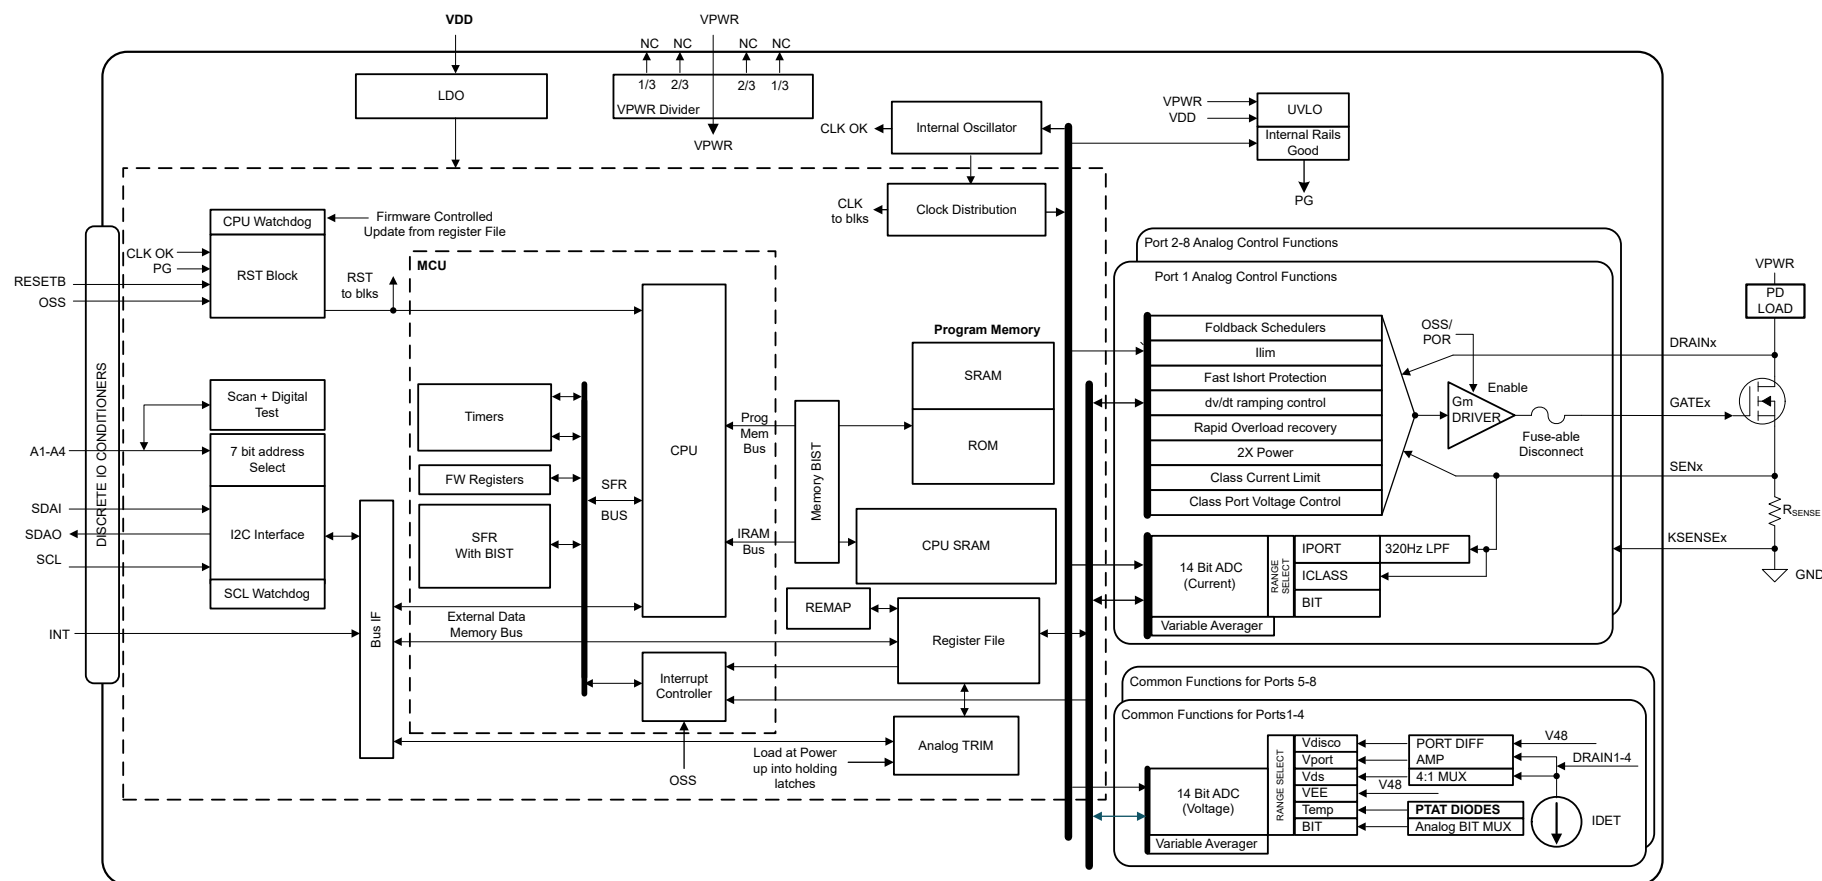 VDD
VPWR
NC
NC
NC
NC
1/3
2/3
2/3
1/3
VPWR Divider
VPWR
LDO
CLK OK
Internal Oscillator
VPWR
VDD
UVLO
Internal Rails
Good
PG
CLK
to blks
Clock Distribution
CPU Watchdog
Firmware Controlled
Update from register File
CLK OK
PG
RESETB
OSS
RST Block
RST
to blks
DISCRETE IO CONDITIONERS
Scan + Digital
Test
A1-A4
7 bit address
Select
SDAI
SDAO
SCL
I2C Interface
SCL Watchdog
INT
Bus IF
MCU
Timers
FW Registers
SFR
With BIST
SFR
BUS
CPU
External Data
Memory Bus
Interrupt
Controller
OSS
Prog
Mem
Bus
IRAM
Bus
Memory BIST
Program Memory
SRAM
ROM
CPU SRAM
REMAP
Register File
Analog TRIM
Load at Power
up into holding
latches
Port 2-8 Analog Control Functions
Port 1 Analog Control Functions
Foldback Schedulers
Ilim
Fast Ishort Protection
dv/dt ramping control
Rapid Overload recovery
2X Power
Class Current Limit
Class Port Voltage Control
OSS/
POR
Enable
Gm
DRIVER
Fuse-able
Disconnect
14 Bit ADC
(Current)
RANGE
SELECT
IPORT
320Hz LPF
ICLASS
BIT
Variable Averager
VPWR
PD
LOAD
DRAINx
GATEx
SENx
RSENSE
KSENSEx
GND
Common Functions for Ports 5-8
Common Functions for Ports1-4
14 Bit ADC
(Voltage)
RANGE SELECT
Vdisco
Vport
Vds
VEE
Temp
BIT
Variable Averager
PORT DIFF
AMP
4:1 MUX
V48
V48
DRAIN1-4
PTAT DIODES
Analog BIT MUX
IDET